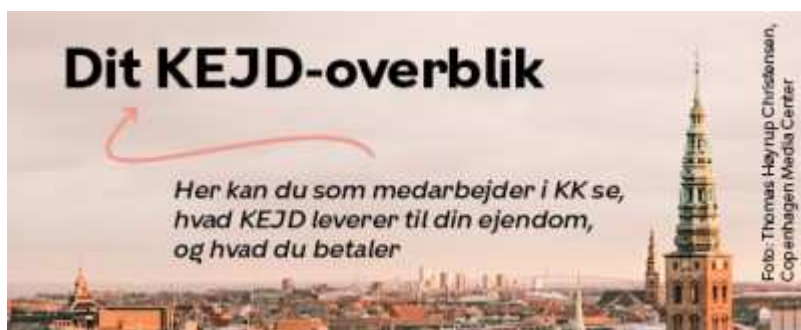 Dit KEJD-overblik
Her kan du som medarbejder i KK se,
hvad KEJD leverer til din ejendom,
og hvad du betaler
Foto: Thomas Høyrup Christensen,
Copenhagen Media Center